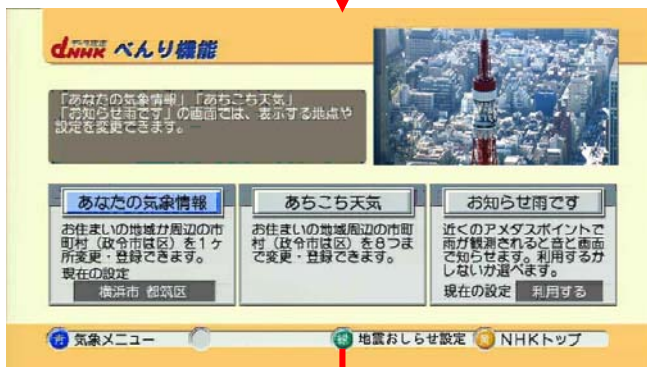 dNHK べんり機能
「あなたの気象情報」「あちこち天気」
「お知らせ雨です」の画面では、表示する地点や
設定を変更できます。
あなたの気象情報
お住まいの地域か周辺の市
町村（政令市は区）を1ヶ
所変更・登録できます。
現在の設定
横浜市 都筑区
あちこち天気
お住まいの地域周辺の市町
村（政令市は区）を8つま
で変更・登録できます。
お知らせ雨です
近くのアメダスポイントで
雨が観測されると音と画面
で知らせます。利用するか
しないか選べます。
現在の設定 利用する
青 気象メニュー
緑 地震おしらせ設定
黄 NHKトップ